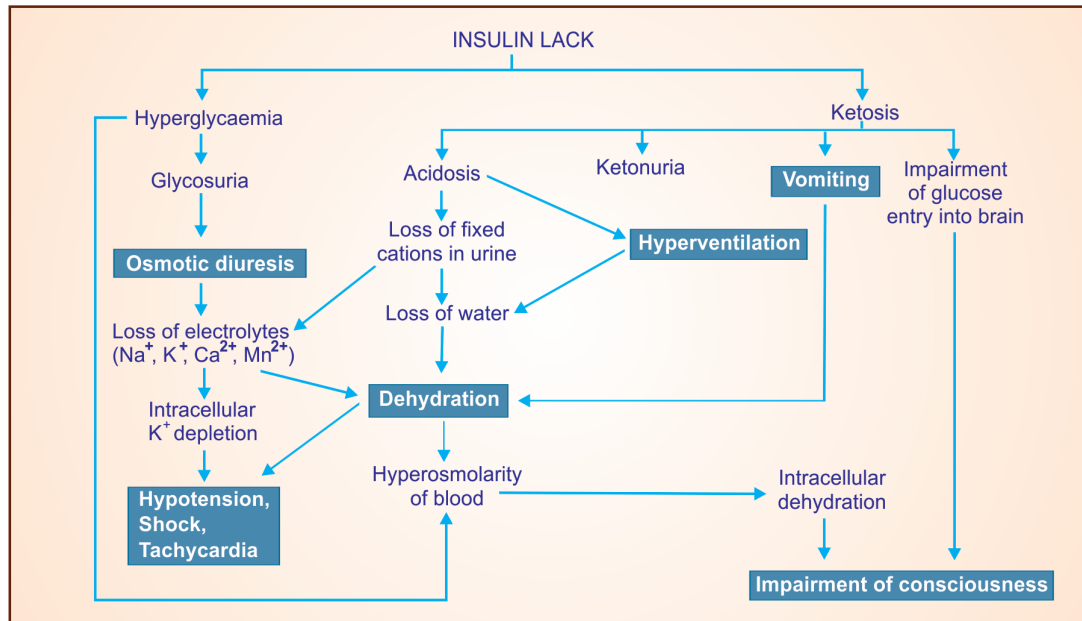 INSULIN LACK
Hyperglycaemia
Ketosis
Glycosuria
Acidosis
Ketonuria
Vomiting
Impairment
of glucose
entry into brain
Osmotic diuresis
Loss of fixed
cations in urine
Hyperventilation
Loss of electrolytes
(Na⁺, K⁺, Ca²⁺, Mn²⁺)
Loss of water
Intracellular
K⁺ depletion
Dehydration
Hypotension,
Shock,
Tachycardia
Hyperosmolarity
of blood
Intracellular
dehydration
Impairment of consciousness